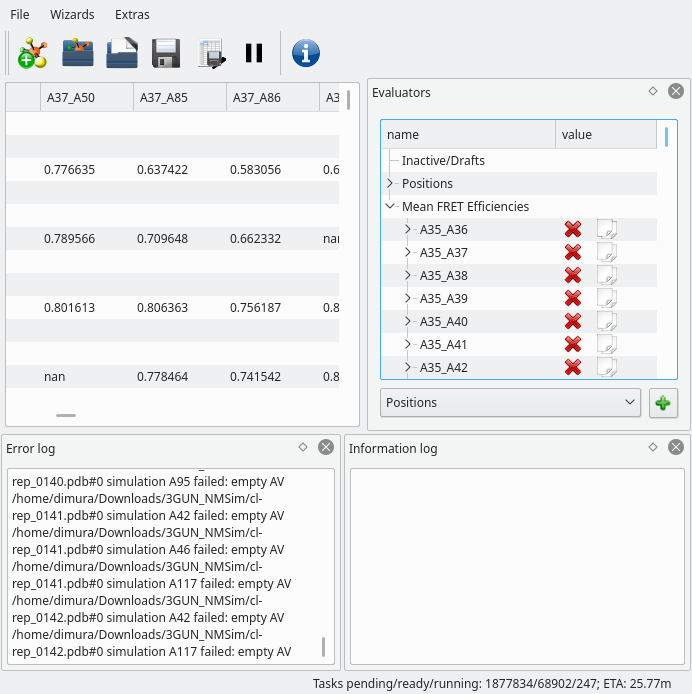 File Wizards Extras
A37_A50 A37_A85 A37_A86 A3
0.776635 0.637422 0.583056 0.6
0.789566 0.709648 0.662332 nan
0.801613 0.806363 0.756187 0.8
nan 0.778464 0.741542 0.8
Evaluators
name value
Inactive/Drafts
Positions
Mean FRET Efficiencies
A35_A36
A35_A37
A35_A38
A35_A39
A35_A40
A35_A41
A35_A42
Positions
Error log
rep_0140.pdb#0 simulation A95 failed: empty AV
/home/dimura/Downloads/3GUN_NMSim/cl-
rep_0141.pdb#0 simulation A42 failed: empty AV
/home/dimura/Downloads/3GUN_NMSim/cl-
rep_0141.pdb#0 simulation A46 failed: empty AV
/home/dimura/Downloads/3GUN_NMSim/cl-
rep_0141.pdb#0 simulation A117 failed: empty AV
/home/dimura/Downloads/3GUN_NMSim/cl-
rep_0142.pdb#0 simulation A42 failed: empty AV
/home/dimura/Downloads/3GUN_NMSim/cl-
rep_0142.pdb#0 simulation A117 failed: empty AV
Information log
Tasks pending/ready/running: 1877834/68902/247; ETA: 25.77m